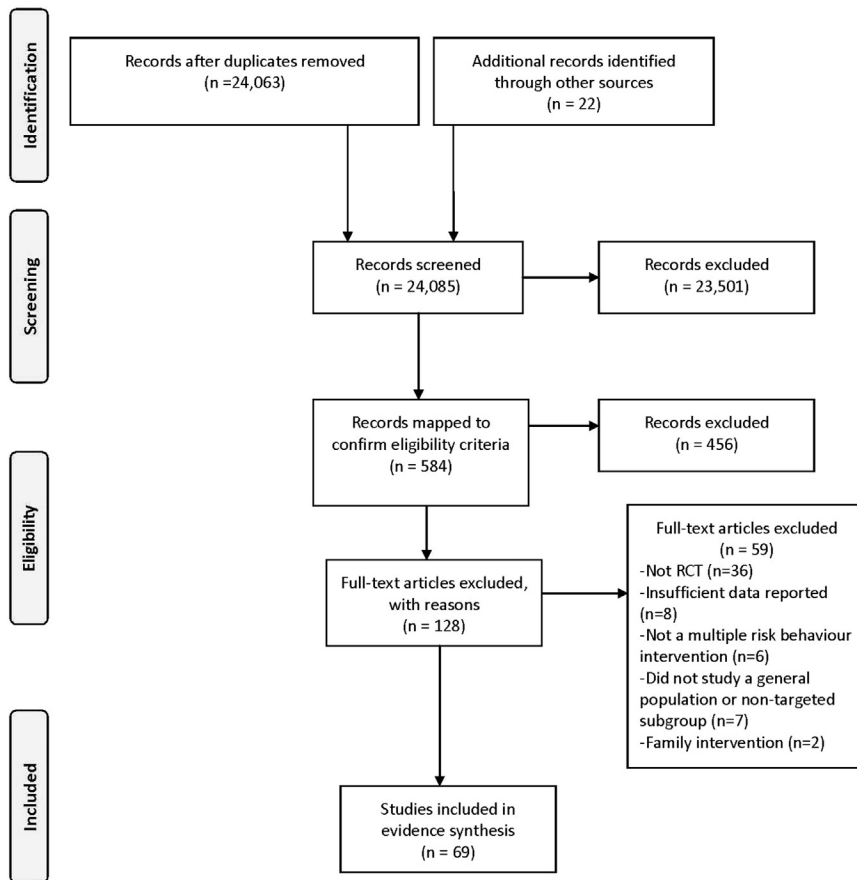 Identification
Records after duplicates removed
(n =24,063)
Additional records identified
through other sources
(n = 22)
Screening
Records screened
(n = 24,085)
Records excluded
(n = 23,501)
Eligibility
Records mapped to
confirm eligibility criteria
(n = 584)
Records excluded
(n = 456)
Full-text articles excluded,
with reasons
(n = 128)
Full-text articles excluded
(n = 59)
-Not RCT (n=36)
-Insufficient data reported
(n=8)
-Not a multiple risk behaviour
intervention (n=6)
-Did not study a general
population or non-targeted
subgroup (n=7)
-Family intervention (n=2)
Included
Studies included in
evidence synthesis
(n = 69)